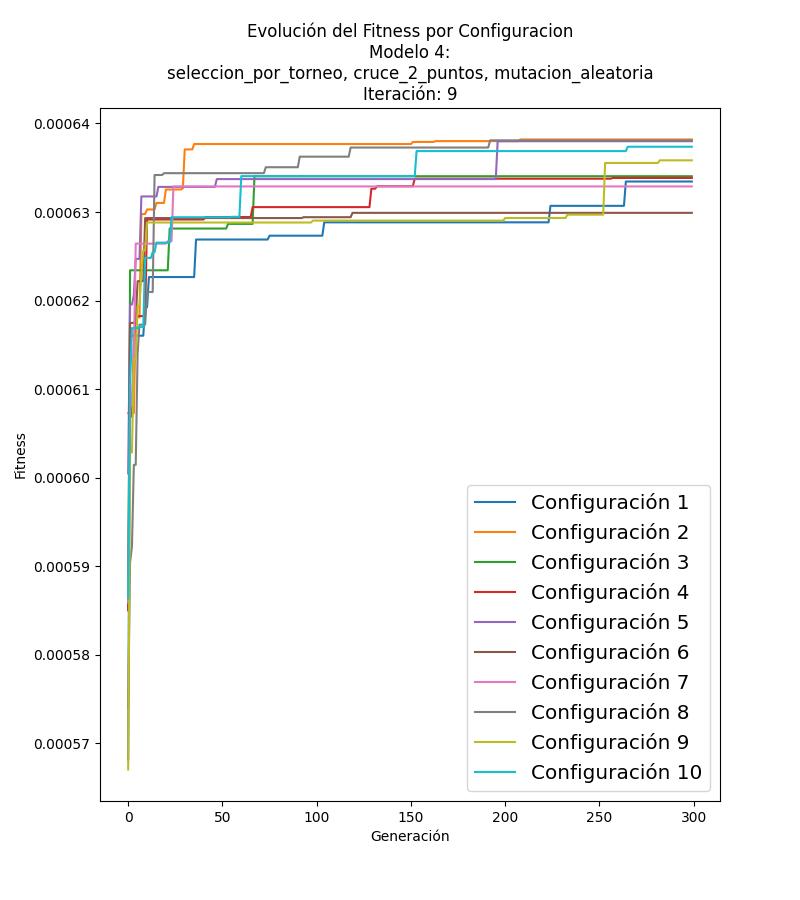 Evolución del Fitness por Configuracion
Modelo 4:
seleccion_por_torneo, cruce_2_puntos, mutacion_aleatoria
Iteración: 9
0.00064
0.00063
0.00062
0.00061
0.00060
0.00059
0.00058
0.00057
Fitness
Configuración 1
Configuración 2
Configuración 3
Configuración 4
Configuración 5
Configuración 6
Configuración 7
Configuración 8
Configuración 9
Configuración 10
0 50 100 150 200 250 300
Generación